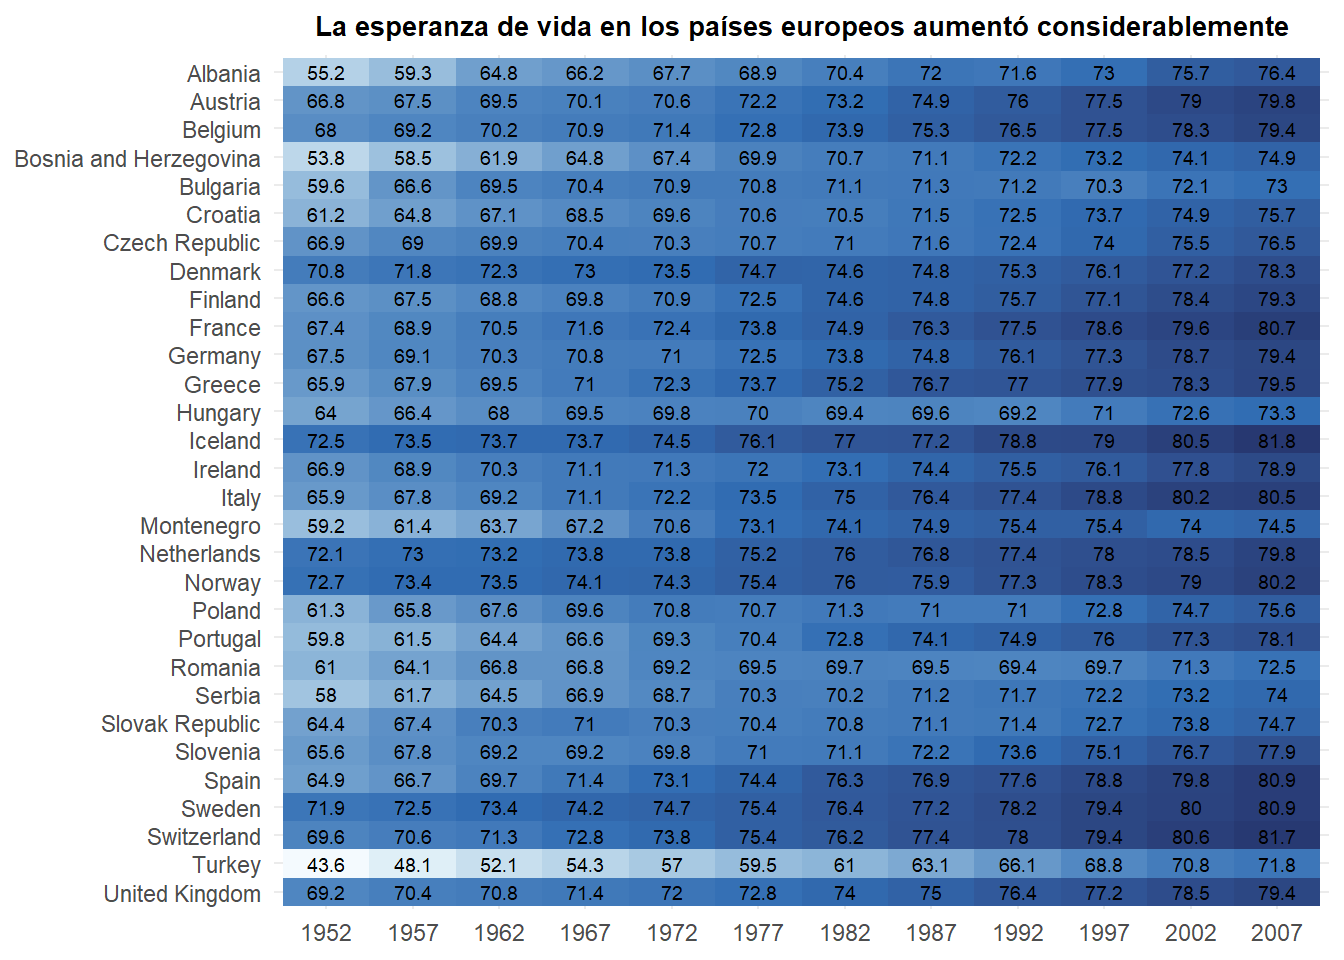 La esperanza de vida en los países europeos aumentó considerablemente
Albania 55.2 59.3 64.8 66.2 67.7 68.9 70.4 72 71.6 73 75.7 76.4
Austria 66.8 67.5 69.5 70.1 70.6 72.2 73.2 74.9 76 77.5 79 79.8
Belgium 68 69.2 70.2 70.9 71.4 72.8 73.9 75.3 76.5 77.5 78.3 79.4
Bosnia and Herzegovina 53.8 58.5 61.9 64.8 67.4 69.9 70.7 71.1 72.2 73.2 74.1 74.9
Bulgaria 59.6 66.6 69.5 70.4 70.9 70.8 71.1 71.3 71.2 70.3 72.1 73
Croatia 61.2 64.8 67.1 68.5 69.6 70.6 70.5 71.5 72.5 73.7 74.9 75.7
Czech Republic 66.9 69 69.9 70.4 70.3 70.7 71 71.6 72.4 74 75.5 76.5
Denmark 70.8 71.8 72.3 73 73.5 74.7 74.6 74.8 75.3 76.1 77.2 78.3
Finland 66.6 67.5 68.8 69.8 70.9 72.5 74.6 74.8 75.7 77.1 78.4 79.3
France 67.4 68.9 70.5 71.6 72.4 73.8 74.9 76.3 77.5 78.6 79.6 80.7
Germany 67.5 69.1 70.3 70.8 71 72.5 73.8 74.8 76.1 77.3 78.7 79.4
Greece 65.9 67.9 69.5 71 72.3 73.7 75.2 76.7 77 77.9 78.3 79.5
Hungary 64 66.4 68 69.5 69.8 70 69.4 69.6 69.2 71 72.6 73.3
Iceland 72.5 73.5 73.7 73.7 74.5 76.1 77 77.2 78.8 79 80.5 81.8
Ireland 66.9 68.9 70.3 71.1 71.3 72 73.1 74.4 75.5 76.1 77.8 78.9
Italy 65.9 67.8 69.2 71.1 72.2 73.5 75 76.4 77.4 78.8 80.2 80.5
Montenegro 59.2 61.4 63.7 67.2 70.6 73.1 74.1 74.9 75.4 75.4 74 74.5
Netherlands 72.1 73 73.2 73.8 73.8 75.2 76 76.8 77.4 78 78.5 79.8
Norway 72.7 73.4 73.5 74.1 74.3 75.4 76 75.9 77.3 78.3 79 80.2
Poland 61.3 65.8 67.6 69.6 70.8 70.7 71.3 71 71 72.8 74.7 75.6
Portugal 59.8 61.5 64.4 66.6 69.3 70.4 72.8 74.1 74.9 76 77.3 78.1
Romania 61 64.1 66.8 66.8 69.2 69.5 69.7 69.5 69.4 69.7 71.3 72.5
Serbia 58 61.7 64.5 66.9 68.7 70.3 70.2 71.2 71.7 72.2 73.2 74
Slovak Republic 64.4 67.4 70.3 71 70.3 70.4 70.8 71.1 71.4 72.7 73.8 74.7
Slovenia 65.6 67.8 69.2 69.2 69.8 71 71.1 72.2 73.6 75.1 76.7 77.9
Spain 64.9 66.7 69.7 71.4 73.1 74.4 76.3 76.9 77.6 78.8 79.8 80.9
Sweden 71.9 72.5 73.4 74.2 74.7 75.4 76.4 77.2 78.2 79.4 80 80.9
Switzerland 69.6 70.6 71.3 72.8 73.8 75.4 76.2 77.4 78 79.4 80.6 81.7
Turkey 43.6 48.1 52.1 54.3 57 59.5 61 63.1 66.1 68.8 70.8 71.8
United Kingdom 69.2 70.4 70.8 71.4 72 72.8 74 75 76.4 77.2 78.5 79.4
1952 1957 1962 1967 1972 1977 1982 1987 1992 1997 2002 2007